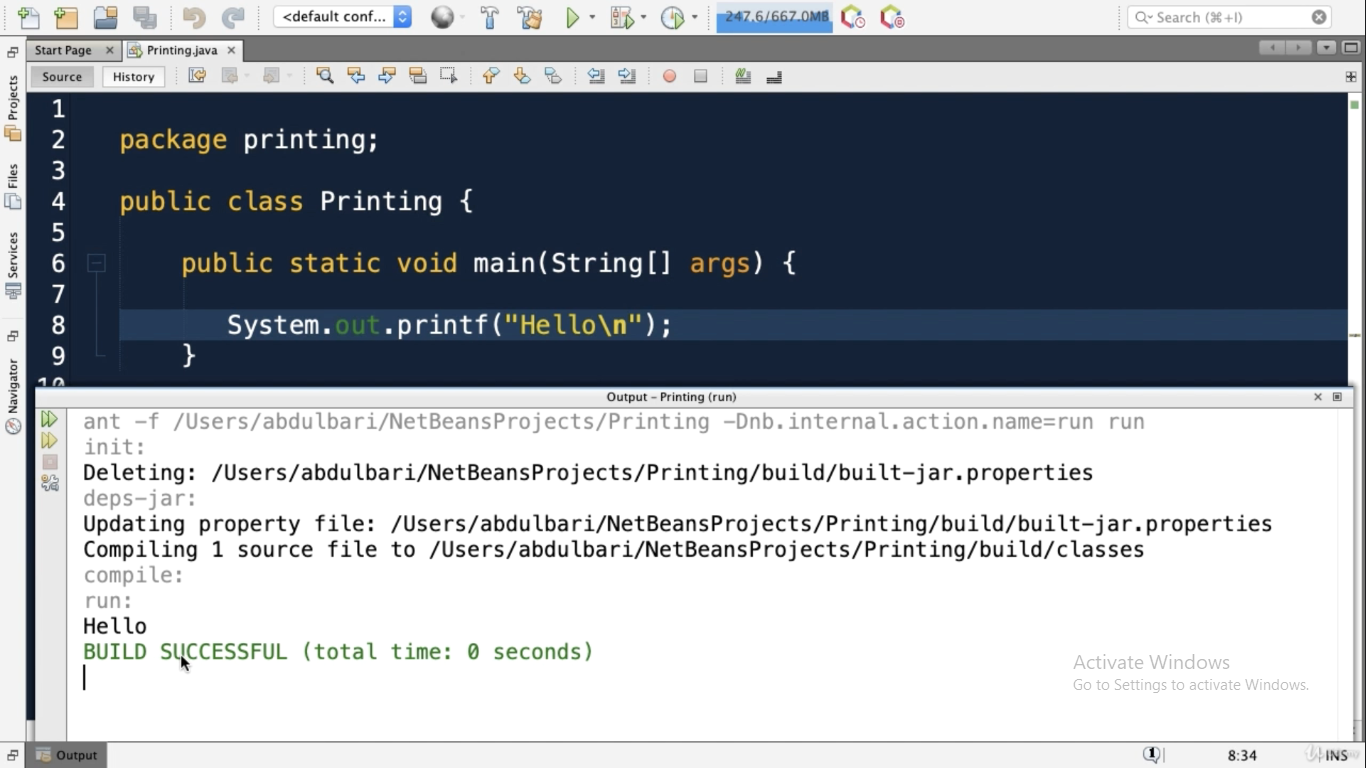 <default conf...
247.6/667.0MB
Search (⌘+I)
Start Page
Printing.java
Source
History
Projects
Files
Services
Navigator
1
2 package printing;
3
4 public class Printing {
5
6 public static void main(String[] args) {
7
8 System.out.printf("Hello\n");
9 }
10
Output – Printing (run)
ant -f /Users/abdulbari/NetBeansProjects/Printing -Dnb.internal.action.name=run run
init:
Deleting: /Users/abdulbari/NetBeansProjects/Printing/build/built-jar.properties
deps-jar:
Updating property file: /Users/abdulbari/NetBeansProjects/Printing/build/built-jar.properties
Compiling 1 source file to /Users/abdulbari/NetBeansProjects/Printing/build/classes
compile:
run:
Hello
BUILD SUCCESSFUL (total time: 0 seconds)
Activate Windows
Go to Settings to activate Windows.
Output
1
8:34
INS